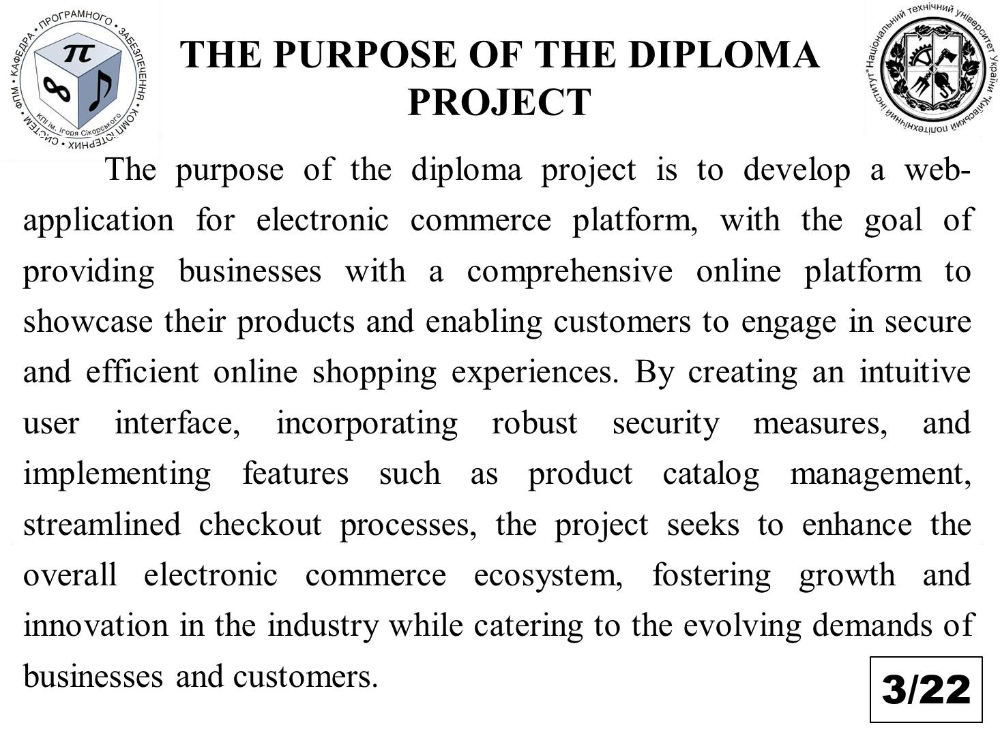 ФПМ • КАФЕДРА • ПРОГРАМНОГО • ЗАБЕЗПЕЧЕННЯ • КОМП'ЮТЕРНИХ • СИСТЕМ •
π
∞
КПІ ім. Ігоря Сікорського
THE PURPOSE OF THE DIPLOMA
PROJECT
Національний технічний університет України "Київський політехнічний інститут"
The purpose of the diploma project is to develop a web-
application for electronic commerce platform, with the goal of
providing businesses with a comprehensive online platform to
showcase their products and enabling customers to engage in secure
and efficient online shopping experiences. By creating an intuitive
user interface, incorporating robust security measures, and
implementing features such as product catalog management,
streamlined checkout processes, the project seeks to enhance the
overall electronic commerce ecosystem, fostering growth and
innovation in the industry while catering to the evolving demands of
businesses and customers.
3/22